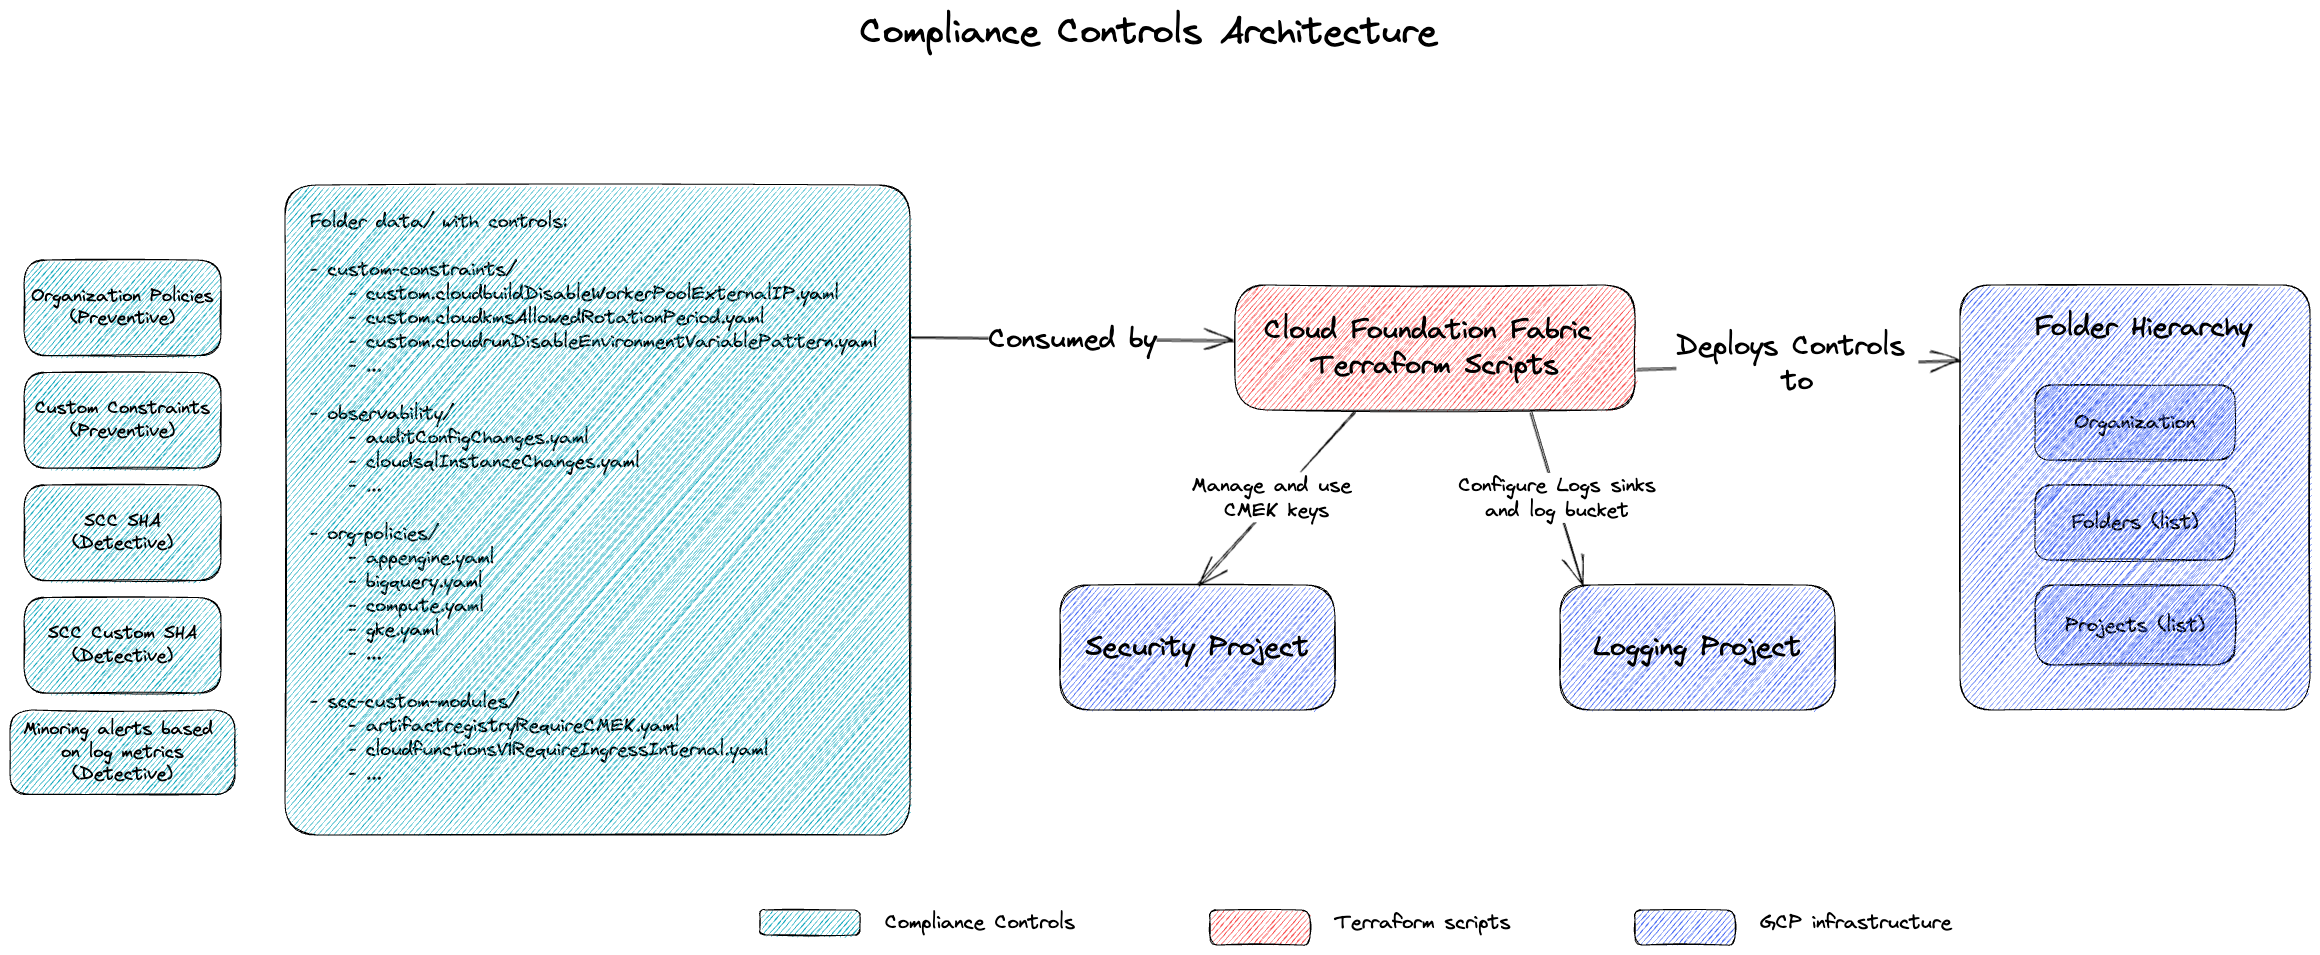 Compliance Controls Architecture
Organization Policies
(Preventive)
Custom Constraints
(Preventive)
SCC SHA
(Detective)
SCC Custom SHA
(Detective)
Minoring alerts based
on log metrics
(Detective)
Folder data/ with controls:
- custom-constraints/
- custom.cloudbuildDisableWorkerPoolExternalIP.yaml
- custom.cloudkmsAllowedRotationPeriod.yaml
- custom.cloudrunDisableEnvironmentVariablePattern.yaml
- ...
- observability/
- auditConfigChanges.yaml
- cloudsqlInstanceChanges.yaml
- ...
- org-policies/
- appengine.yaml
- bigquery.yaml
- compute.yaml
- gke.yaml
- ...
- scc-custom-modules/
- artifactregistryRequireCMEK.yaml
- cloudfunctionsV1RequireIngressInternal.yaml
- ...
Consumed by
Cloud Foundation Fabric
Terraform Scripts
Deploys Controls
to
Manage and use
CMEK keys
Configure Logs sinks
and log bucket
Security Project
Logging Project
Folder Hierarchy
Organization
Folders (list)
Projects (list)
Compliance Controls
Terraform scripts
GCP infrastructure